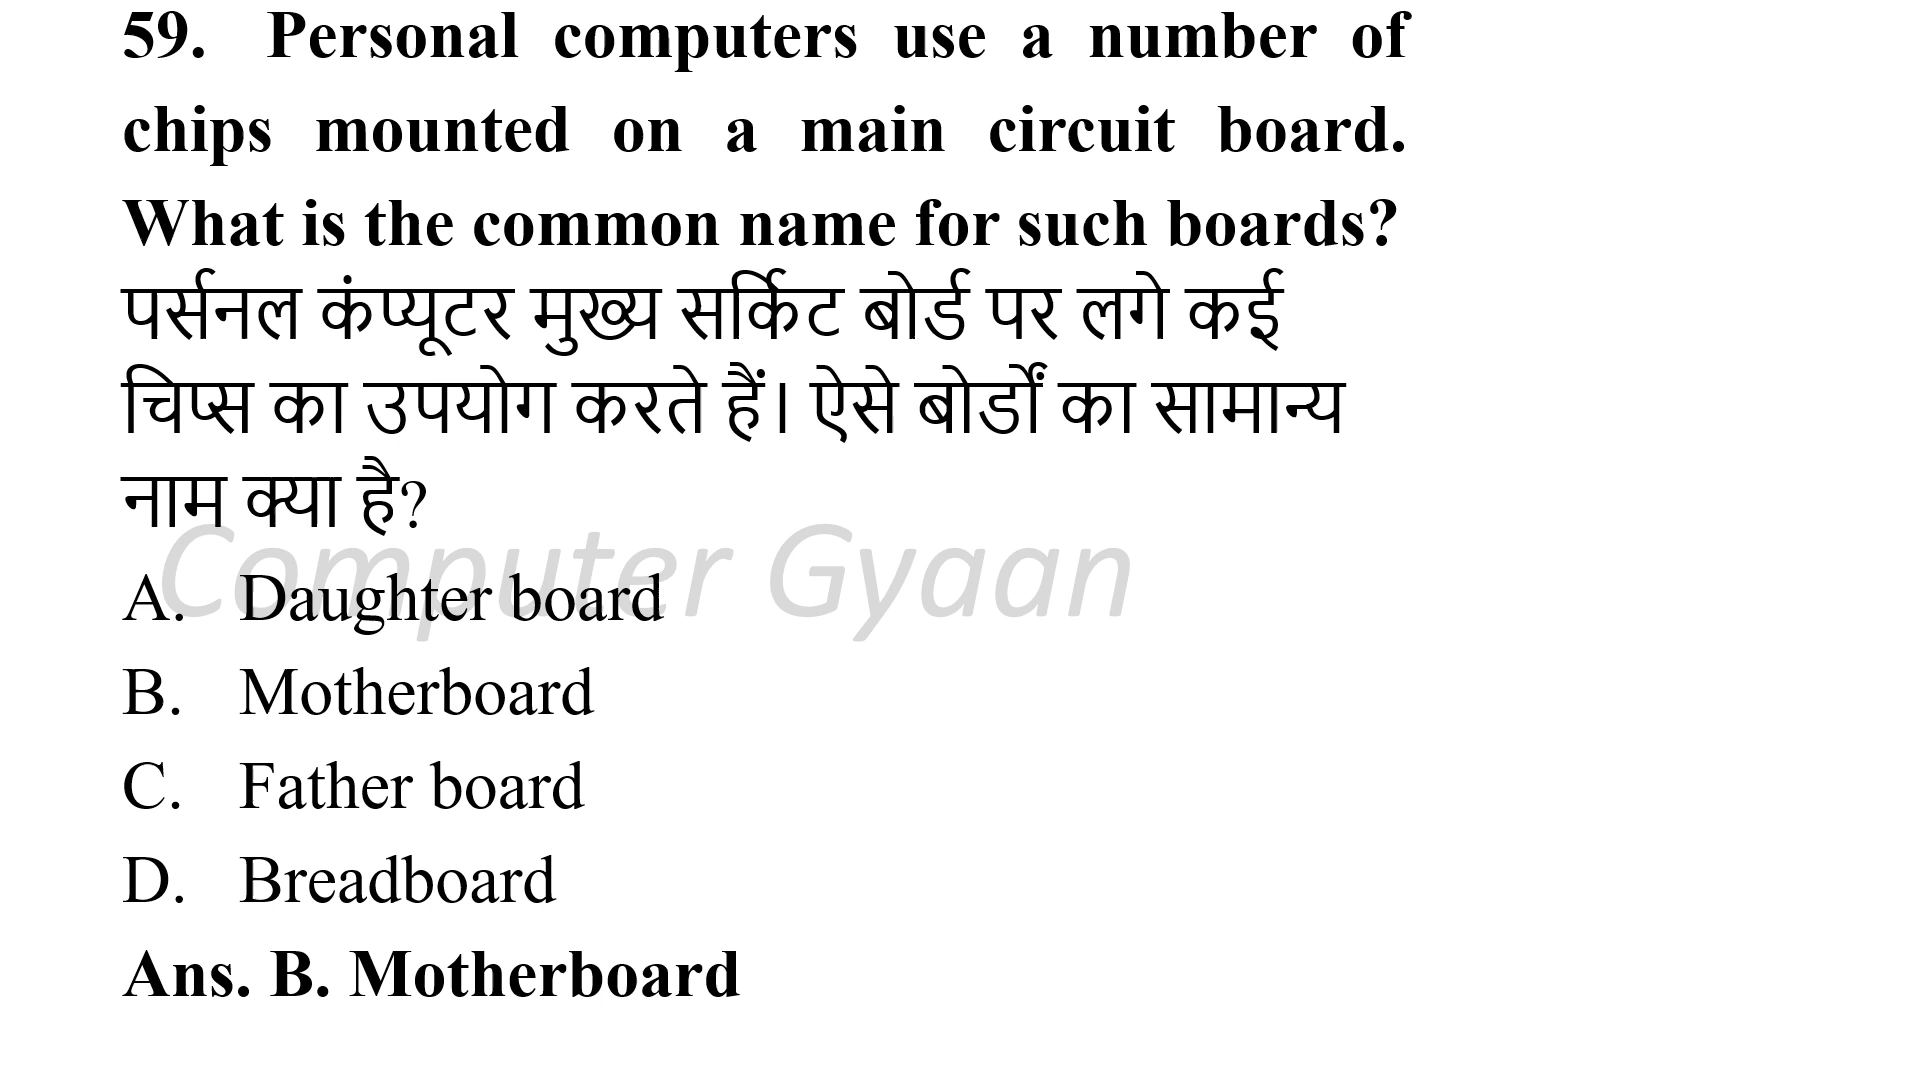 59. Personal computers use a number of
chips mounted on a main circuit board.
What is the common name for such boards?
पर्सनल कंप्यूटर मुख्य सर्किट बोर्ड पर लगे कई
चिप्स का उपयोग करते हैं। ऐसे बोर्डों का सामान्य
नाम क्या है?
Computer Gyaan
A. Daughter board
B. Motherboard
C. Father board
D. Breadboard
Ans. B. Motherboard